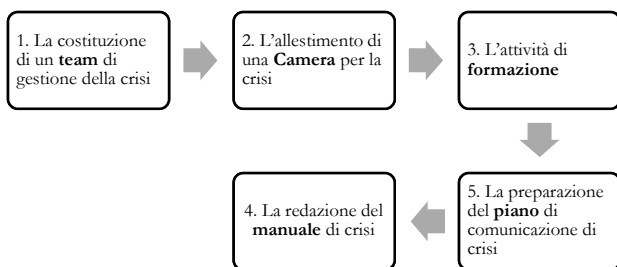 1. La costituzione
di un team di
gestione della crisi
2. L’allestimento di
una Camera per la
crisi
3. L’attività di
formazione
5. La preparazione
del piano di
comunicazione di
crisi
4. La redazione del
manuale di crisi